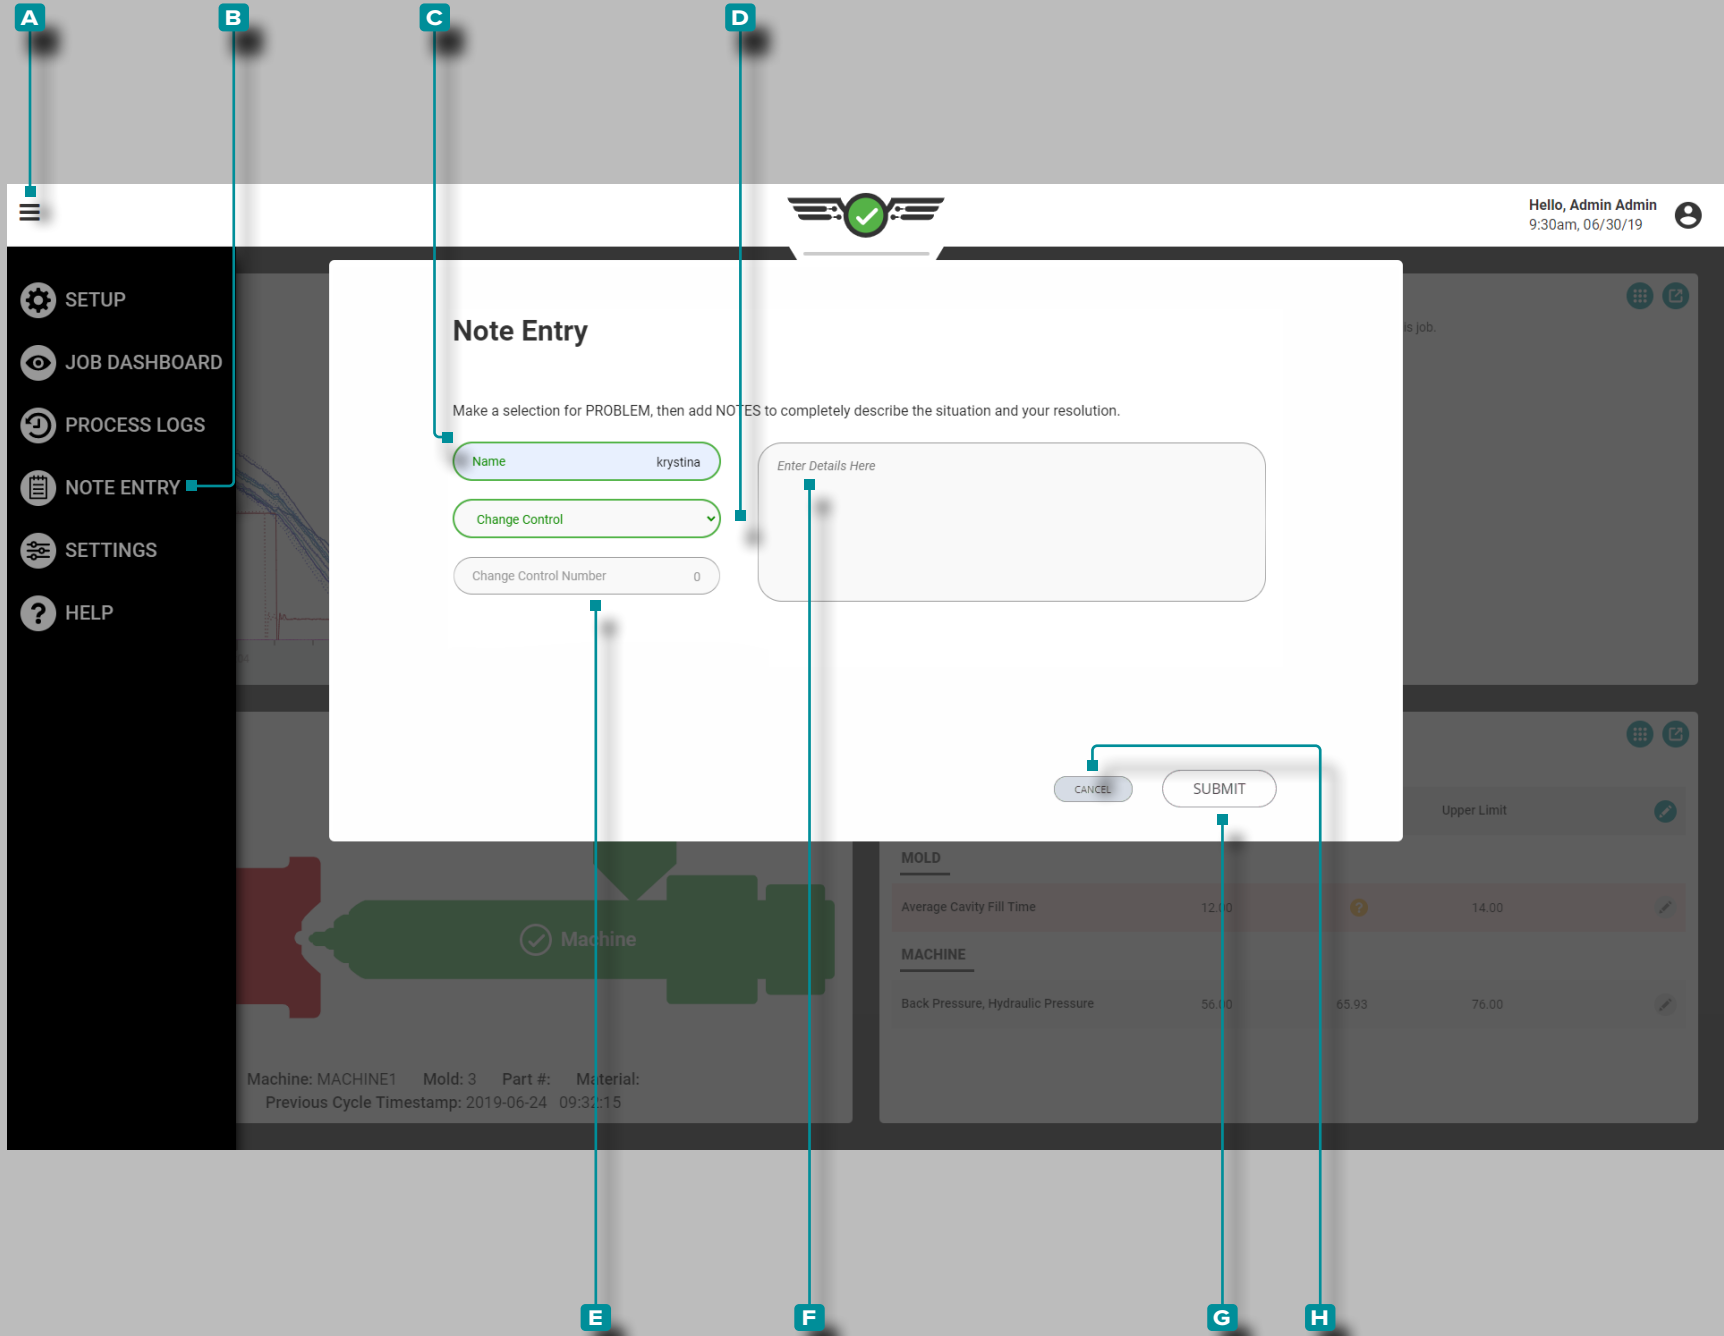 A
B
C
D
Hello, Admin Admin
9:30am, 06/30/19
SETUP
JOB DASHBOARD
PROCESS LOGS
NOTE ENTRY
SETTINGS
HELP
Note Entry
Make a selection for PROBLEM, then add NOTES to completely describe the situation and your resolution.
Name krystina
Change Control
Change Control Number 0
Enter Details Here
CANCEL
SUBMIT
is job.
Upper Limit
MOLD
Average Cavity Fill Time 12.00 ? 14.00
MACHINE
Back Pressure, Hydraulic Pressure 56.00 65.93 76.00
Machine
Machine: MACHINE1 Mold: 3 Part #: Material:
Previous Cycle Timestamp: 2019-06-24 09:32:15
E
F
G
H